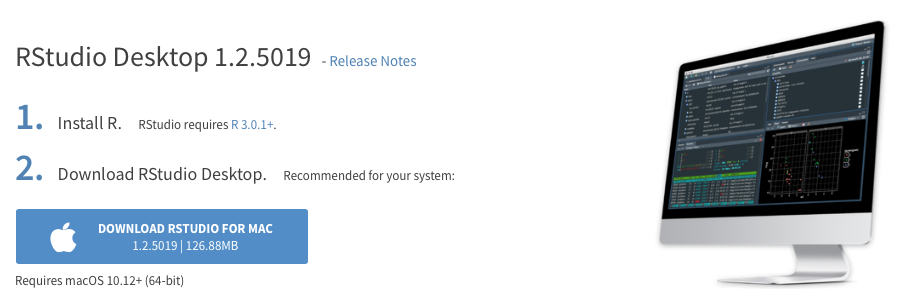 RStudio Desktop 1.2.5019 - Release Notes
1. Install R. RStudio requires R 3.0.1+.
2. Download RStudio Desktop. Recommended for your system:
DOWNLOAD RSTUDIO FOR MAC
1.2.5019 | 126.88MB
Requires macOS 10.12+ (64-bit)